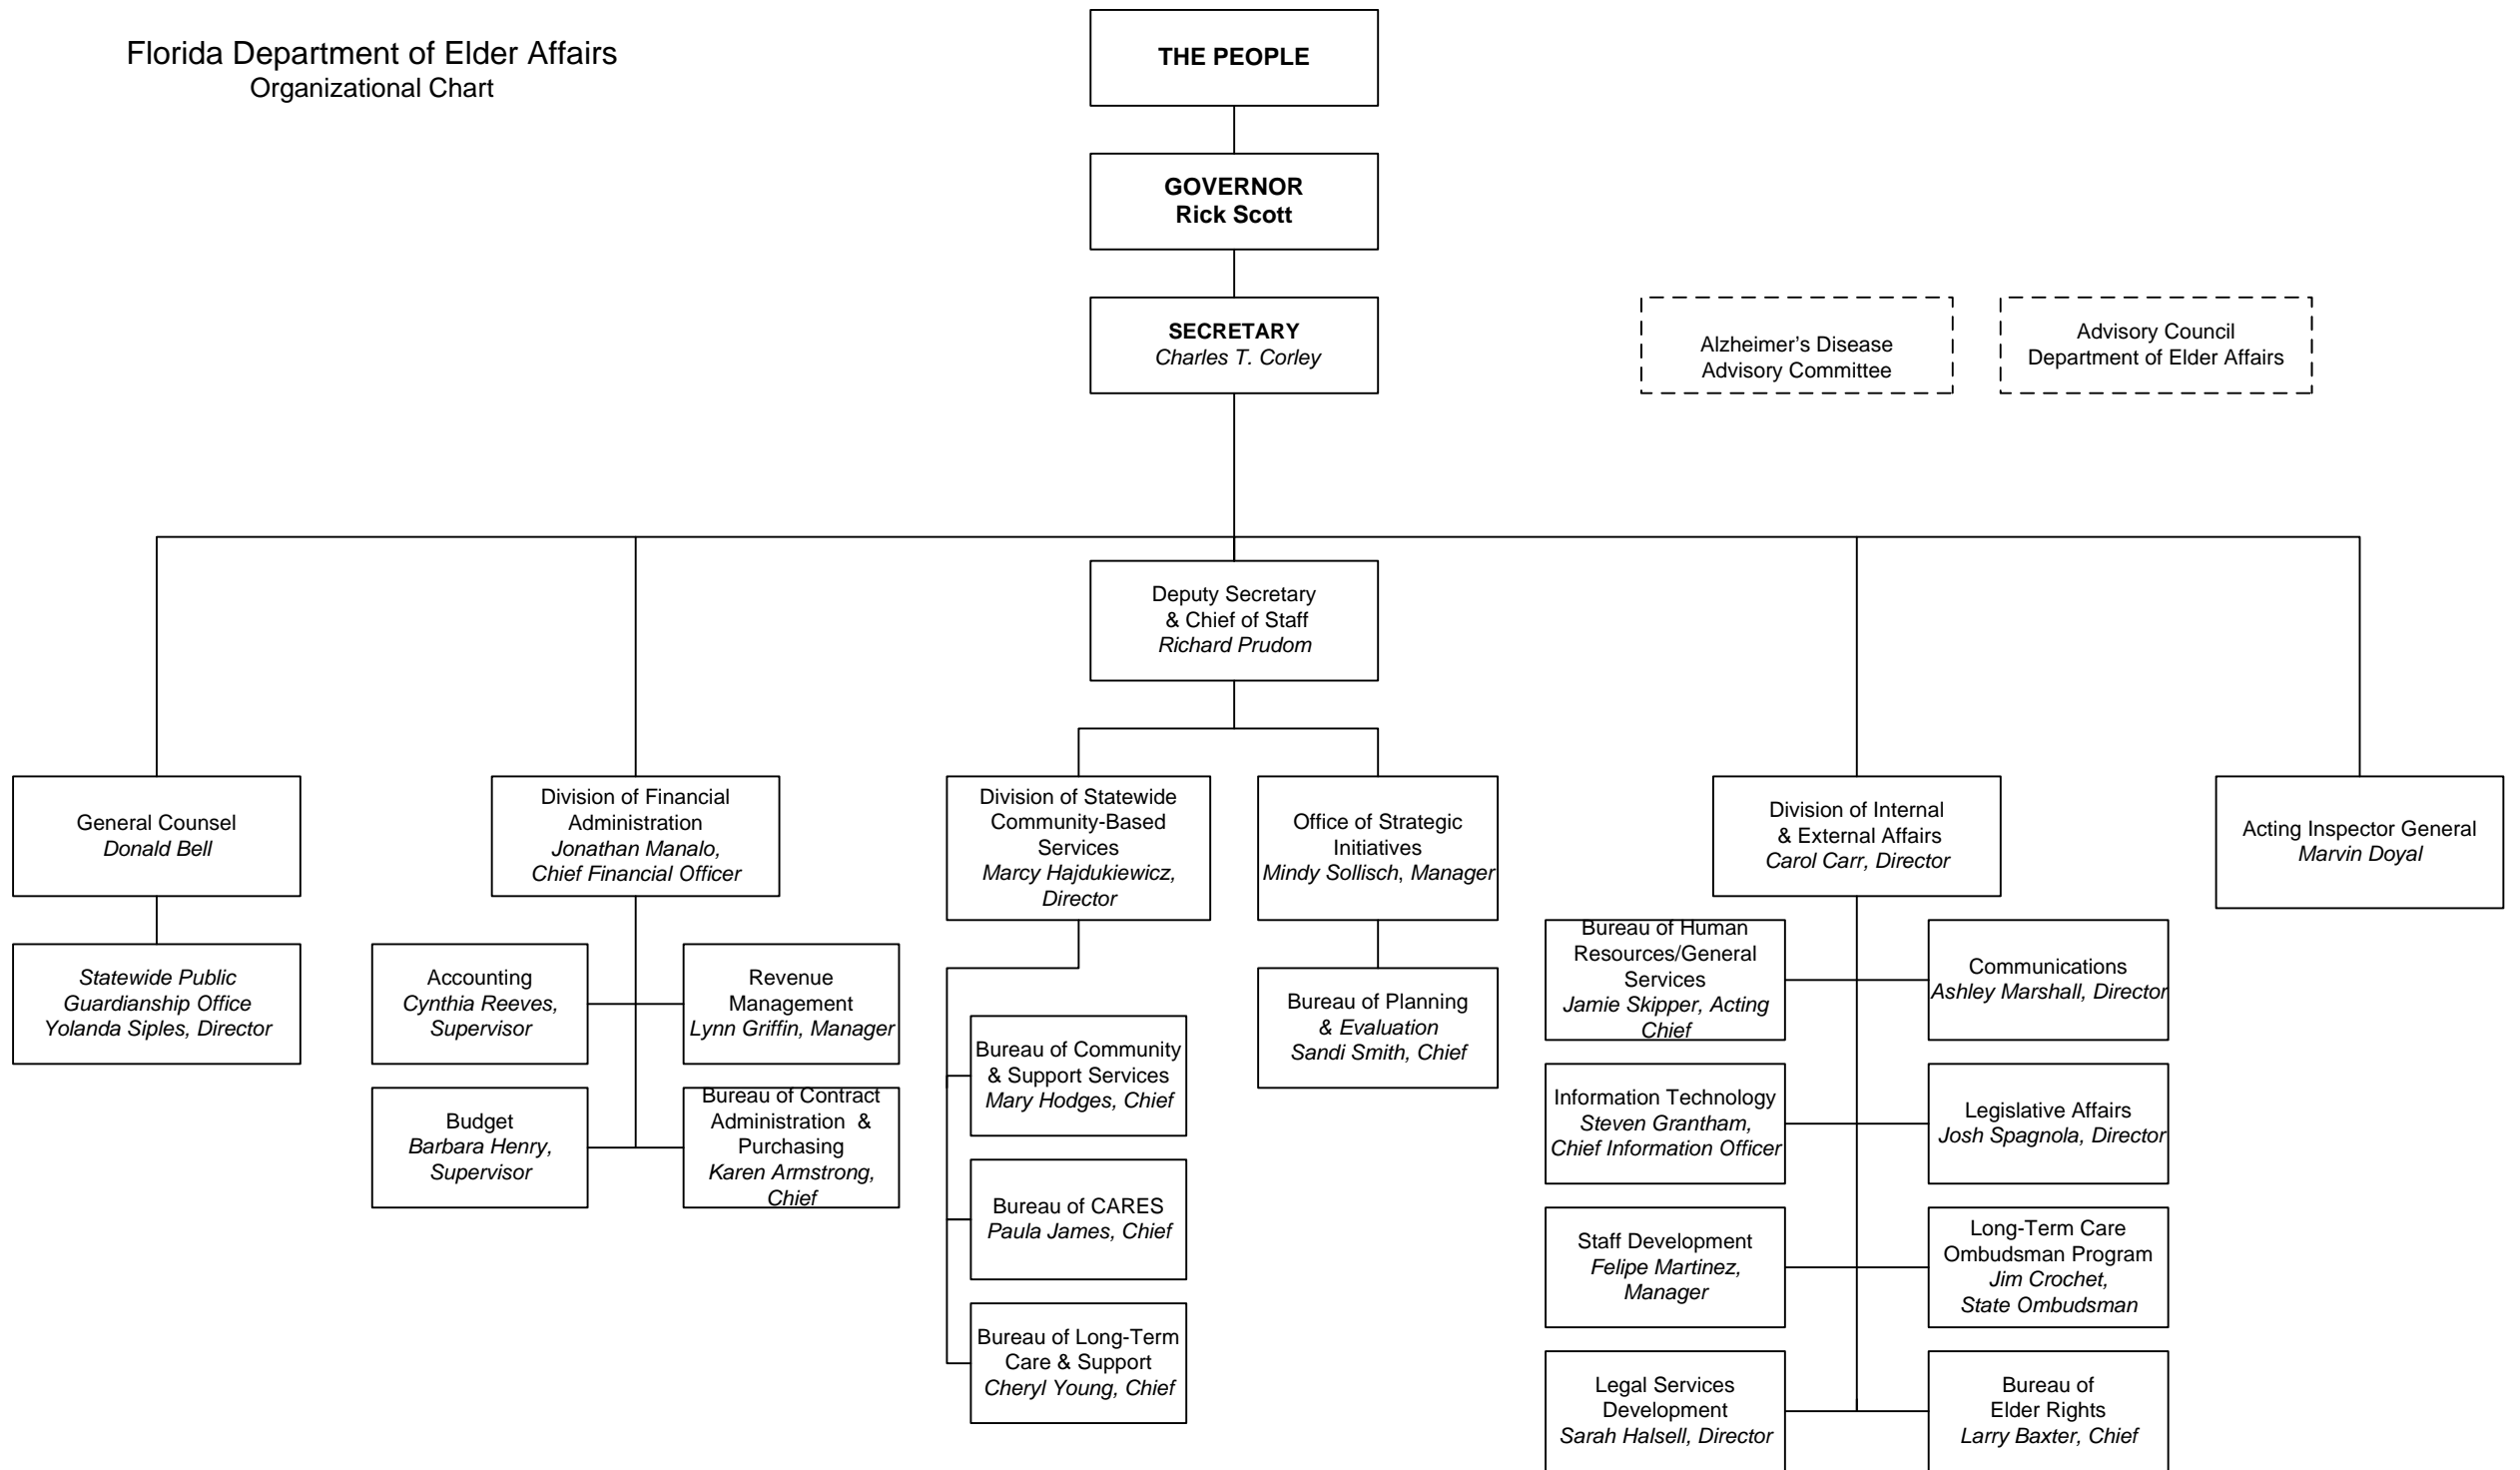 Florida Department of Elder Affairs
Organizational Chart
THE PEOPLE
GOVERNOR
Rick Scott
SECRETARY
Charles T. Corley
Alzheimer’s Disease
Advisory Committee
Advisory Council
Department of Elder Affairs
Deputy Secretary
& Chief of Staff
Richard Prudom
General Counsel
Donald Bell
Division of Financial
Administration
Jonathan Manalo,
Chief Financial Officer
Division of Statewide
Community-Based
Services
Marcy Hajdukiewicz,
Director
Office of Strategic
Initiatives
Mindy Sollisch, Manager
Division of Internal
& External Affairs
Carol Carr, Director
Acting Inspector General
Marvin Doyal
Statewide Public
Guardianship Office
Yolanda Siples, Director
Accounting
Cynthia Reeves,
Supervisor
Revenue
Management
Lynn Griffin, Manager
Budget
Barbara Henry,
Supervisor
Bureau of Contract
Administration  &
Purchasing
Karen Armstrong,
Chief
Bureau of Community
& Support Services
Mary Hodges, Chief
Bureau of CARES
Paula James, Chief
Bureau of Long-Term
Care & Support
Cheryl Young, Chief
Bureau of Planning
& Evaluation
Sandi Smith, Chief
Bureau of Human
Resources/General
Services
Jamie Skipper, Acting
Chief
Communications
Ashley Marshall, Director
Information Technology
Steven Grantham,
Chief Information Officer
Legislative Affairs
Josh Spagnola, Director
Staff Development
Felipe Martinez,
Manager
Long-Term Care
Ombudsman Program
Jim Crochet,
State Ombudsman
Legal Services
Development
Sarah Halsell, Director
Bureau of
Elder Rights
Larry Baxter, Chief